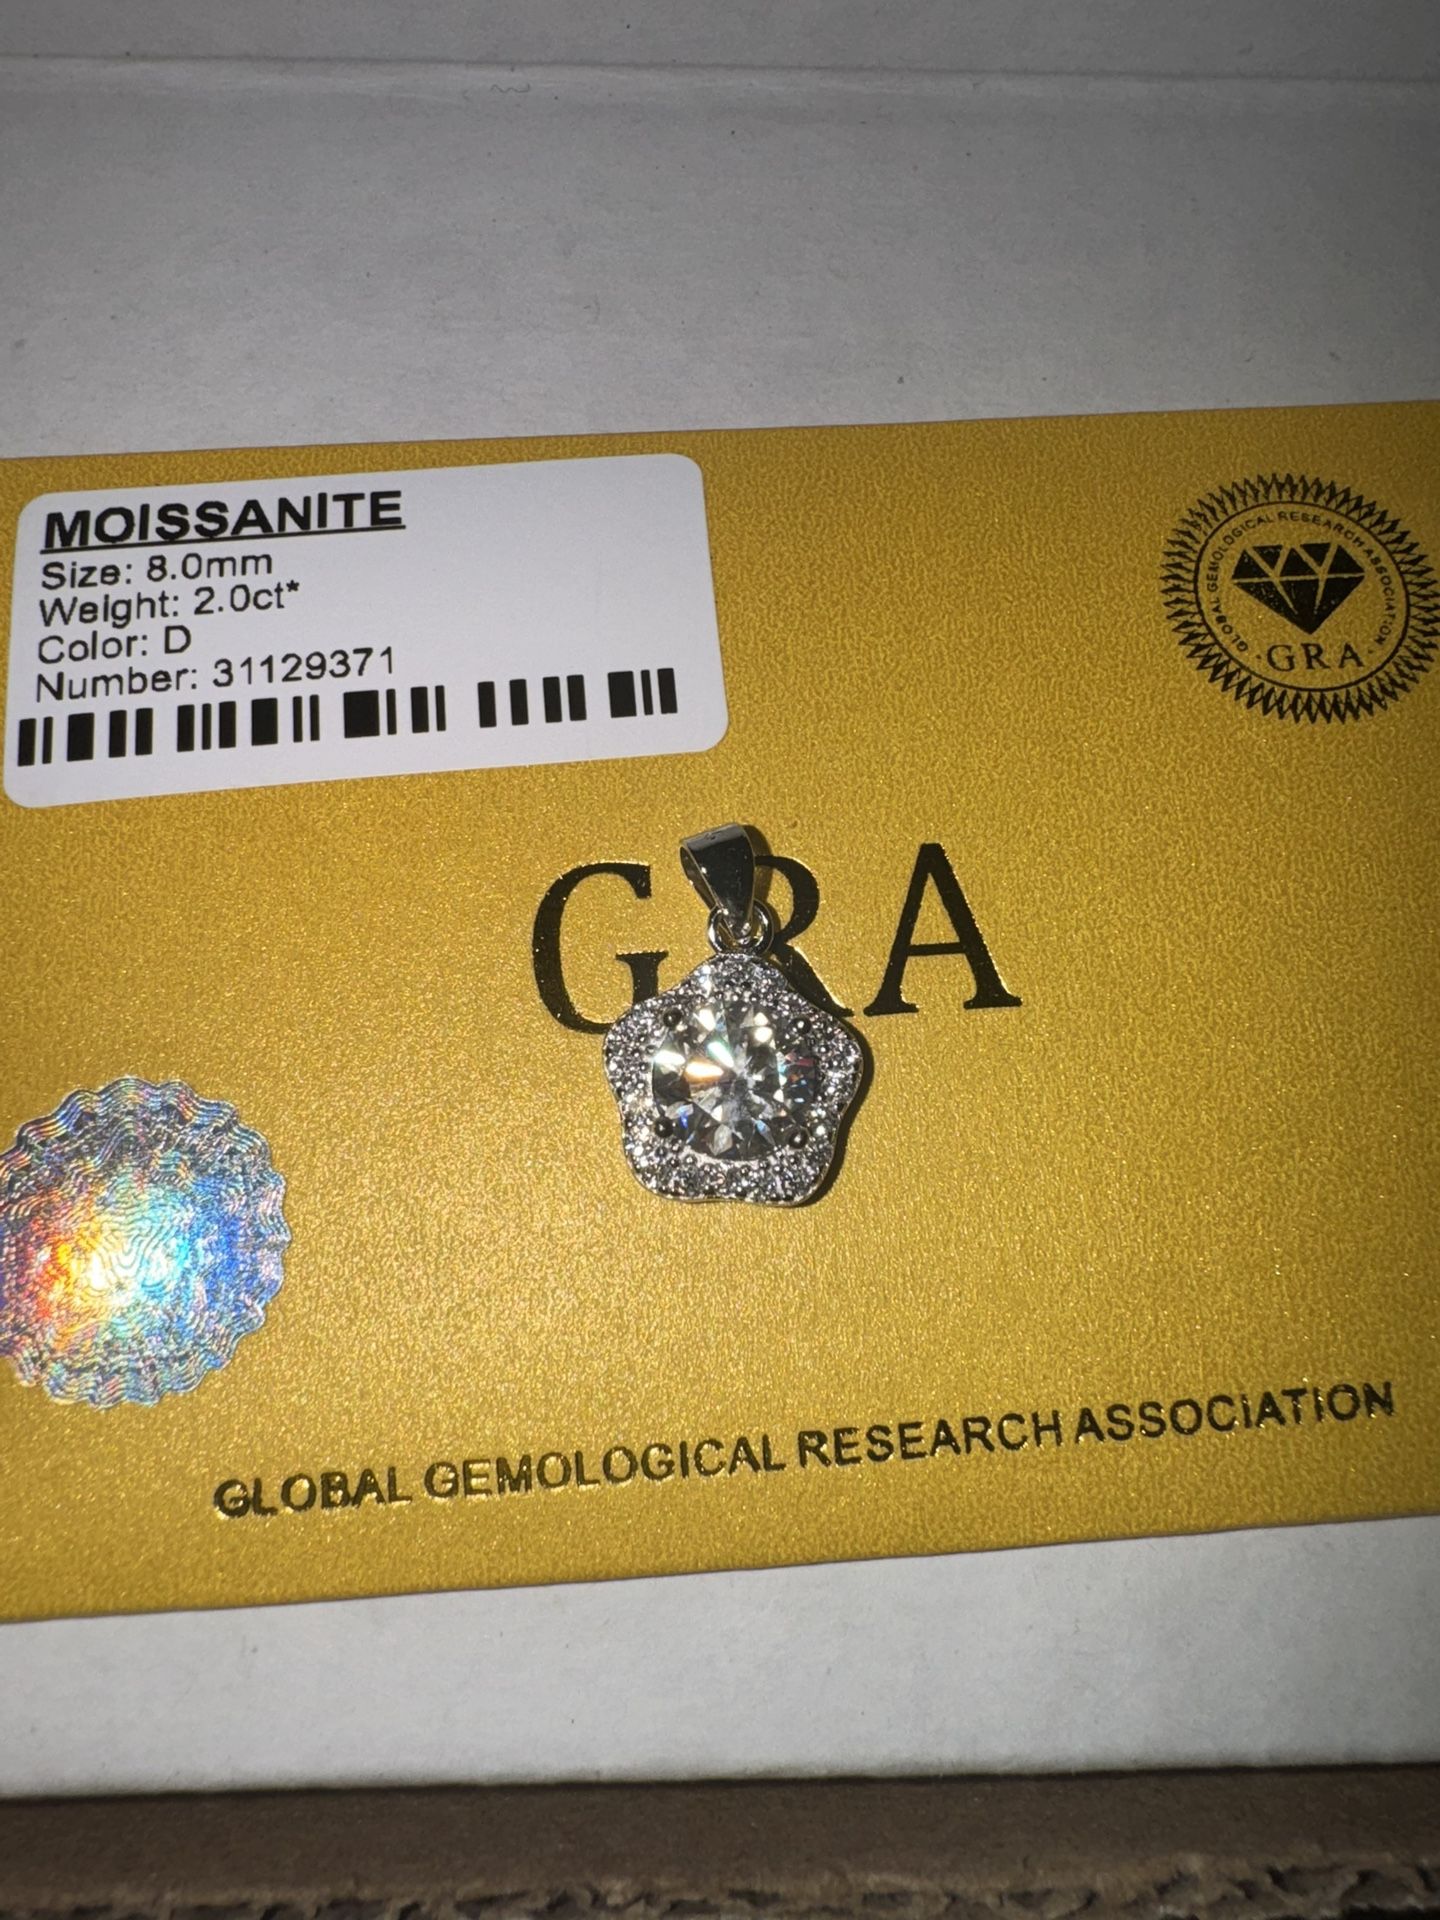 MOISSANITE
Size: 8.0mm
Weight: 2.0ct*
Color: D
Number: 31129371
GLOBAL GEMOLOGICAL RESEARCH ASSOCIATION
·GRA·
GRA
GLOBAL GEMOLOGICAL RESEARCH ASSOCIATION